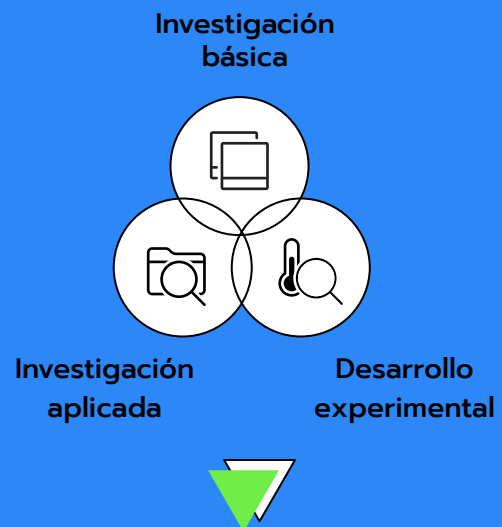 Investigación
básica
Investigación
aplicada
Desarrollo
experimental